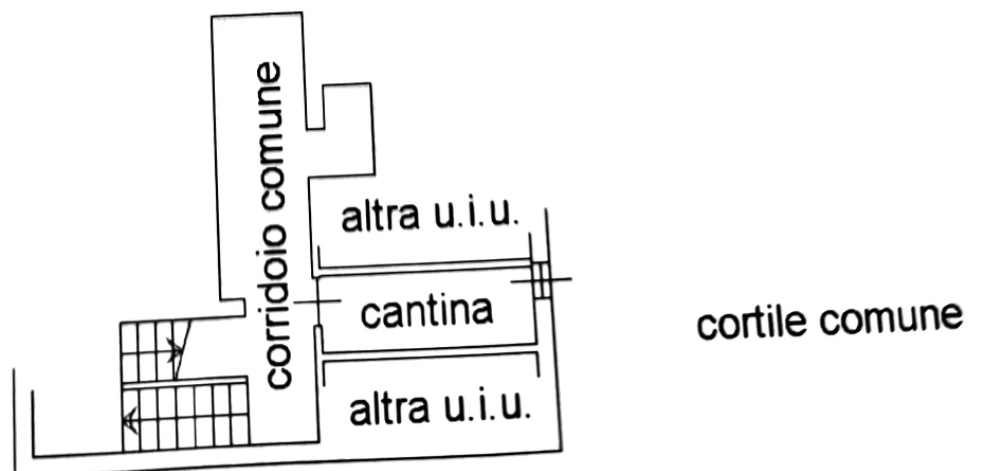 corridoio comune
altra u.i.u.
cantina
cortile comune
altra u.i.u.